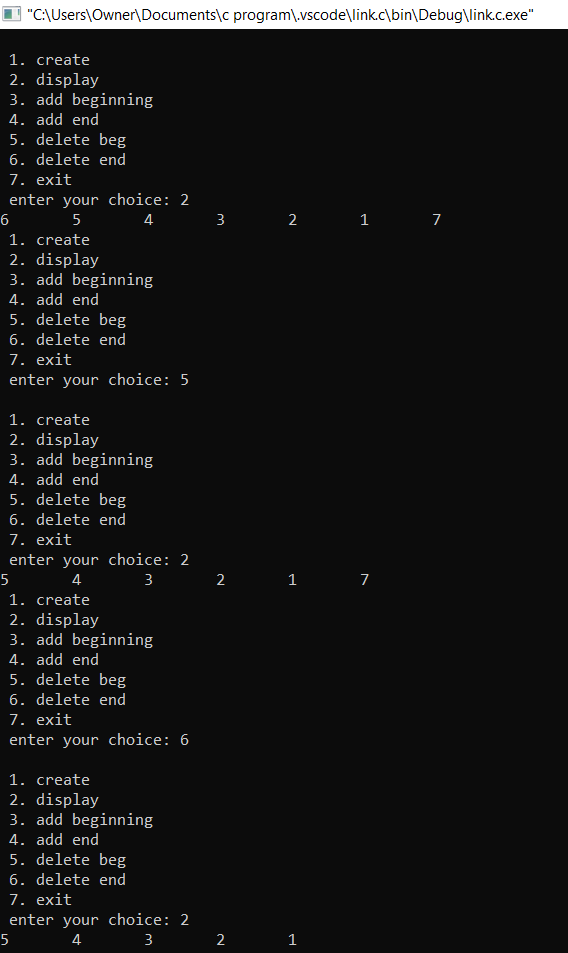 "C:\Users\Owner\Documents\c program\.vscode\link.c\bin\Debug\link.c.exe"
1. create
2. display
3. add beginning
4. add end
5. delete beg
6. delete end
7. exit
enter your choice: 2
6 5 4 3 2 1 7
1. create
2. display
3. add beginning
4. add end
5. delete beg
6. delete end
7. exit
enter your choice: 5
1. create
2. display
3. add beginning
4. add end
5. delete beg
6. delete end
7. exit
enter your choice: 2
5 4 3 2 1 7
1. create
2. display
3. add beginning
4. add end
5. delete beg
6. delete end
7. exit
enter your choice: 6
1. create
2. display
3. add beginning
4. add end
5. delete beg
6. delete end
7. exit
enter your choice: 2
5 4 3 2 1